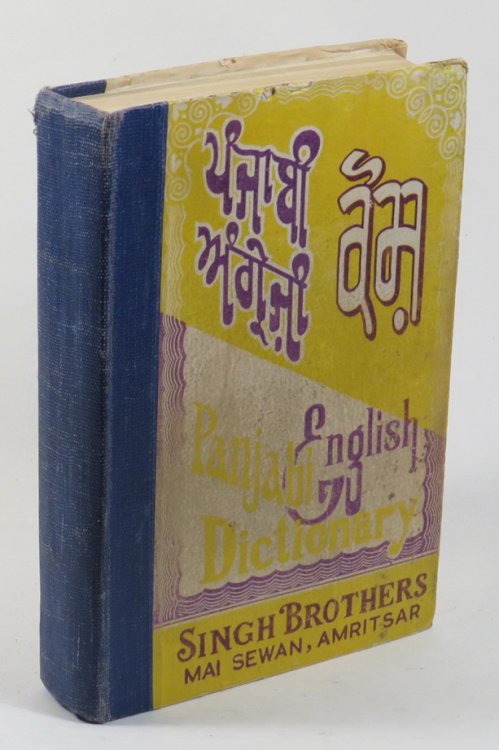 ਪੰਜਾਬੀ
ਅੰਗ੍ਰੇਜ਼ੀ
ਕੋਸ਼
Panjabi English
Dictionary
SINGH BROTHERS
MAI SEWAN, AMRITSAR